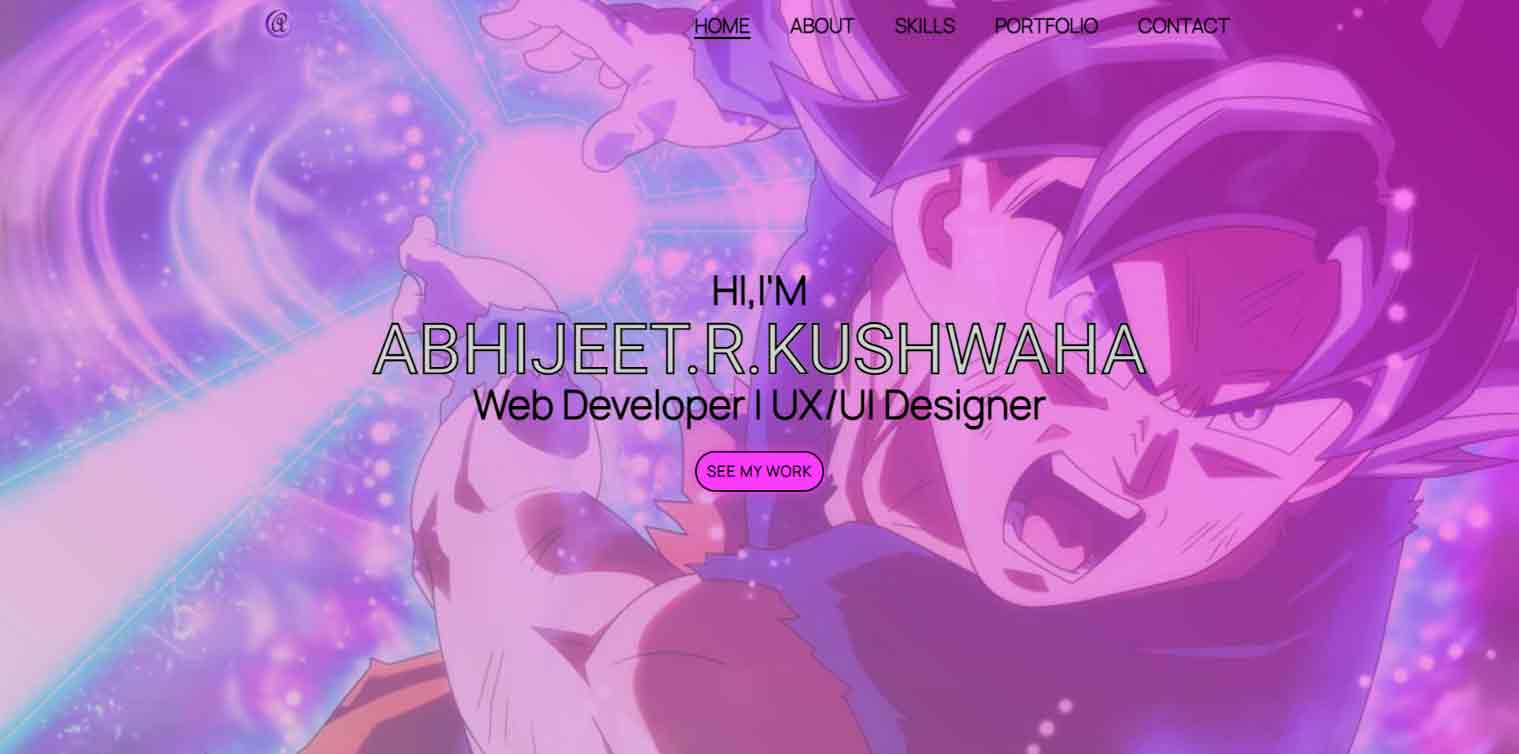 HOME ABOUT SKILLS PORTFOLIO CONTACT
HI,I'M
ABHIJEET.R.KUSHWAHA
Web Developer | UX/UI Designer
SEE MY WORK